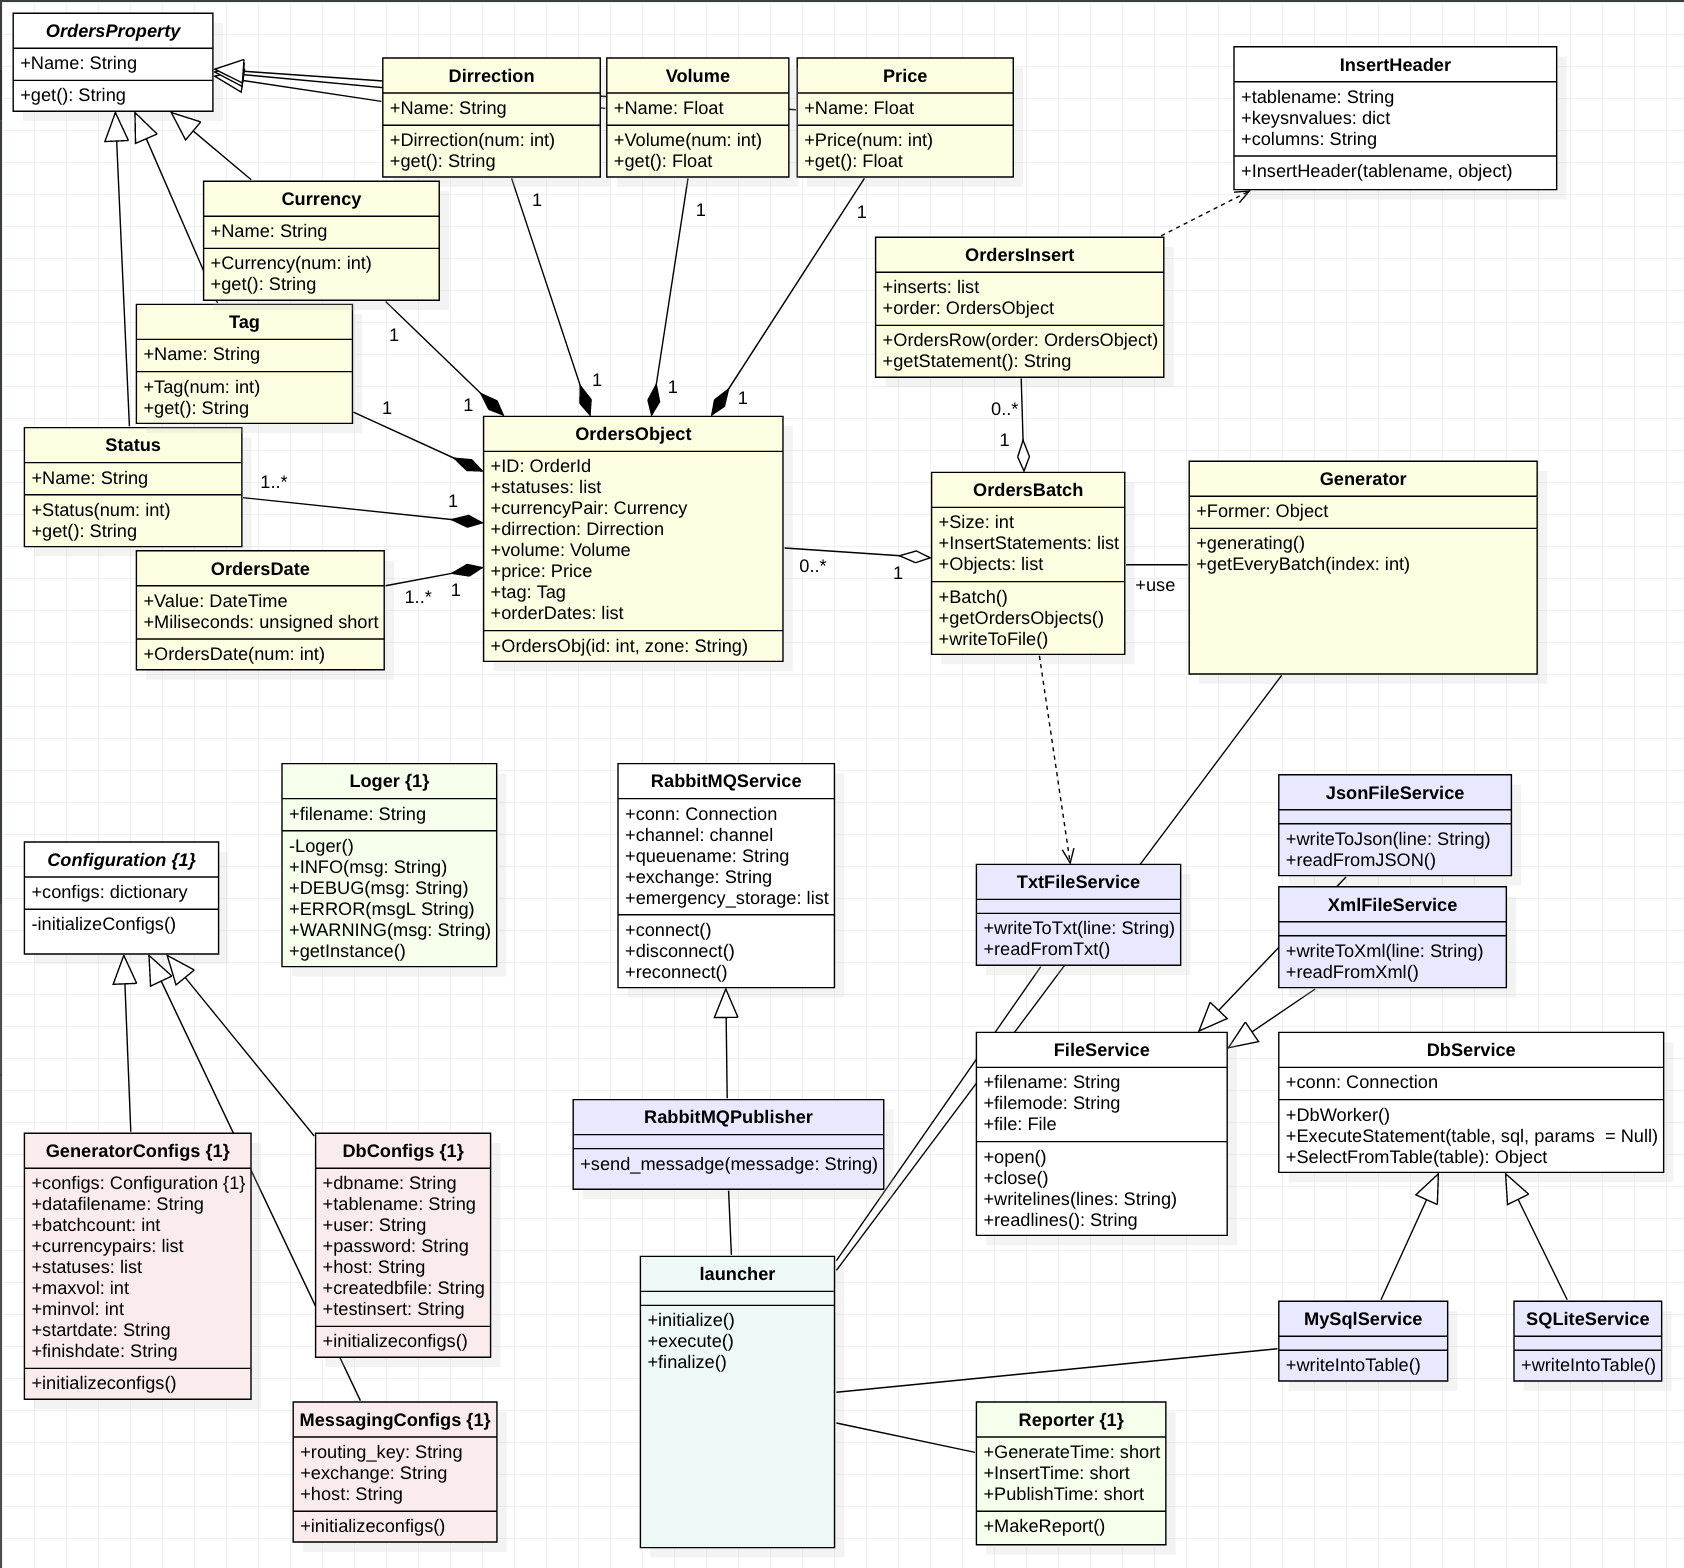 OrdersProperty
+Name: String
+get(): String
Dirrection
+Name: String
+Dirrection(num: int)
+get(): String
Volume
+Name: Float
+Volume(num: int)
+get(): Float
Price
+Name: Float
+Price(num: int)
+get(): Float
InsertHeader
+tablename: String
+keysnvalues: dict
+columns: String
+InsertHeader(tablename, object)
Currency
+Name: String
+Currency(num: int)
+get(): String
1
1
1
1
1
1
1
1
OrdersInsert
+inserts: list
+order: OrdersObject
+OrdersRow(order: OrdersObject)
+getStatement(): String
Tag
+Name: String
+Tag(num: int)
+get(): String
1
Status
+Name: String
+Status(num: int)
+get(): String
1..*
1
OrdersDate
+Value: DateTime
+Miliseconds: unsigned short
+OrdersDate(num: int)
1..*
1
OrdersObject
+ID: OrderId
+statuses: list
+currencyPair: Currency
+dirrection: Dirrection
+volume: Volume
+price: Price
+tag: Tag
+orderDates: list
+OrdersObj(id: int, zone: String)
0..*
1
0..*
1
OrdersBatch
+Size: int
+InsertStatements: list
+Objects: list
+Batch()
+getOrdersObjects()
+writeToFile()
+use
Generator
+Former: Object
+generating()
+getEveryBatch(index: int)
Loger {1}
+filename: String
-Loger()
+INFO(msg: String)
+DEBUG(msg: String)
+ERROR(msgL String)
+WARNING(msg: String)
+getInstance()
RabbitMQService
+conn: Connection
+channel: channel
+queuename: String
+exchange: String
+emergency_storage: list
+connect()
+disconnect()
+reconnect()
JsonFileService
+writeToJson(line: String)
+readFromJSON()
Configuration {1}
+configs: dictionary
-initializeConfigs()
TxtFileService
+writeToTxt(line: String)
+readFromTxt()
XmlFileService
+writeToXml(line: String)
+readFromXml()
FileService
+filename: String
+filemode: String
+file: File
+open()
+close()
+writelines(lines: String)
+readlines(): String
DbService
+conn: Connection
+DbWorker()
+ExecuteStatement(table, sql, params  = Null)
+SelectFromTable(table): Object
RabbitMQPublisher
+send_messadge(messadge: String)
GeneratorConfigs {1}
+configs: Configuration {1}
+datafilename: String
+batchcount: int
+currencypairs: list
+statuses: list
+maxvol: int
+minvol: int
+startdate: String
+finishdate: String
+initializeconfigs()
DbConfigs {1}
+dbname: String
+tablename: String
+user: String
+password: String
+host: String
+createdbfile: String
+testinsert: String
+initializeconfigs()
launcher
+initialize()
+execute()
+finalize()
MySqlService
+writeIntoTable()
SQLiteService
+writeIntoTable()
MessagingConfigs {1}
+routing_key: String
+exchange: String
+host: String
+initializeconfigs()
Reporter {1}
+GenerateTime: short
+InsertTime: short
+PublishTime: short
+MakeReport()